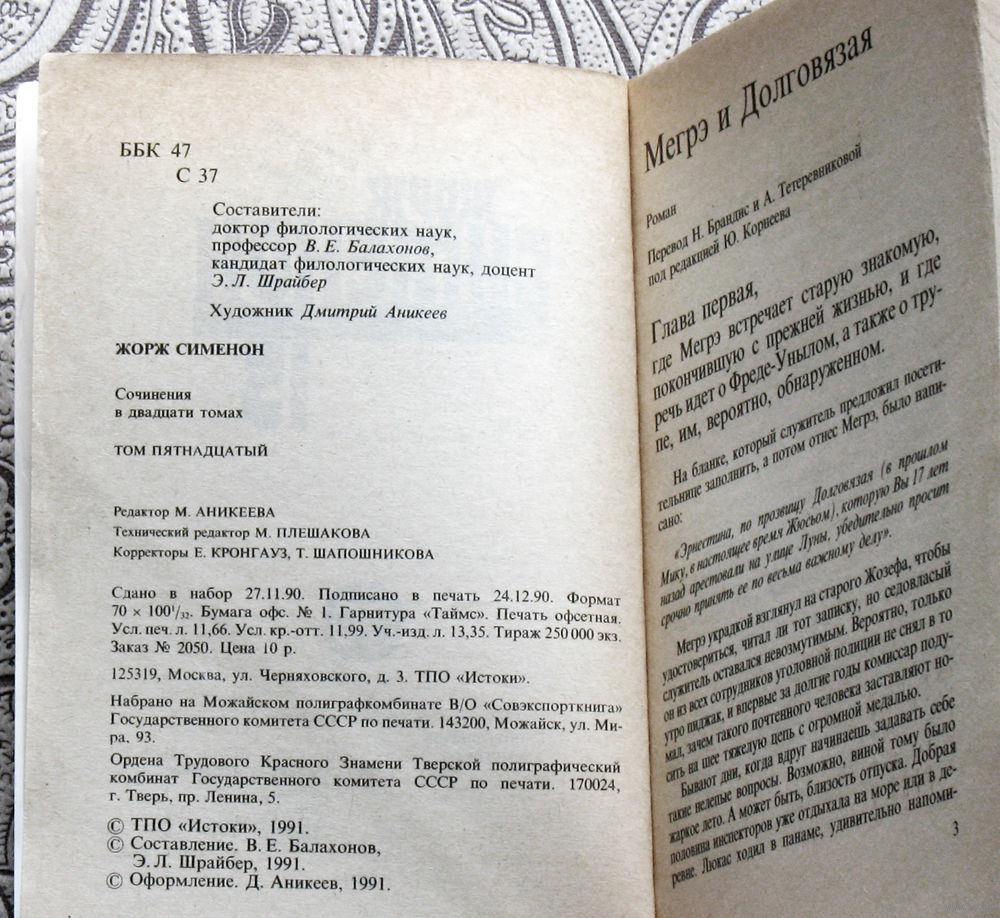 ББК 47
С 37
Составители:
доктор филологических наук,
профессор В. Е. Балахонов,
кандидат филологических наук, доцент
Э. Л. Шрайбер
Художник Дмитрий Аникеев
ЖОРЖ СИМЕНОН
Сочинения
в двадцати томах
ТОМ ПЯТНАДЦАТЫЙ
Редактор М. АНИКЕЕВА
Технический редактор М. ПЛЕШАКОВА
Корректоры Е. КРОНГАУЗ, Т. ШАПОШНИКОВА
Сдано в набор 27.11.90. Подписано в печать 24.12.90. Формат
70 × 100¹/₃₂. Бумага офс. № 1. Гарнитура «Таймс». Печать офсетная.
Усл. печ. л. 11,66. Усл. кр.-отт. 11,99. Уч.-изд. л. 13,35. Тираж 250 000 экз.
Заказ № 2050. Цена 10 р.
125319, Москва, ул. Черняховского, д. 3. ТПО «Истоки».
Набрано на Можайском полиграфкомбинате В/О «Совэкспорткнига»
Государственного комитета СССР по печати. 143200, Можайск, ул. Ми-
ра, 93.
Ордена Трудового Красного Знамени Тверской полиграфический
комбинат Государственного комитета СССР по печати. 170024,
г. Тверь, пр. Ленина, 5.
© ТПО «Истоки», 1991.
© Составление. В. Е. Балахонов,
Э. Л. Шрайбер, 1991.
© Оформление. Д. Аникеев, 1991.
Мегрэ и Долговязая
Роман
Перевод Н. Брандис и А. Тетеревниковой
под редакцией Ю. Корнеева
Глава первая,
где Мегрэ встречает старую знакомую,
покончившую с прежней жизнью, и где
речь идет о Фреде-Унылом, а также о тру-
пе, им, вероятно, обнаруженном.
На бланке, который служитель предложил посети-
тельнице заполнить, а потом отнес Мегрэ, было напи-
сано:
«Эрнестина, по прозвищу Долговязая (в прошлом
Мику, в настоящее время Жюсьом), которую Вы 17 лет
назад арестовали на улице Луны, убедительно просит
срочно принять ее по весьма важному делу».
Мегрэ украдкой взглянул на старого Жозефа, чтобы
удостовериться, читал ли тот записку, но седовласый
служитель оставался невозмутимым. Вероятно, только
он из всех сотрудников уголовной полиции не снял в то
утро пиджак, и впервые за долгие годы комиссар поду-
мал, зачем такого почтенного человека заставляют но-
сить на шее тяжелую цепь с огромной медалью.
Бывают дни, когда вдруг начинаешь задавать себе
такие нелепые вопросы. Возможно, виной тому было
жаркое лето. А может быть, близость отпуска. Добрая
половина инспекторов уже отдыхала на море или в де-
ревне. Люкас ходил в панаме, удивительно напоми-
3